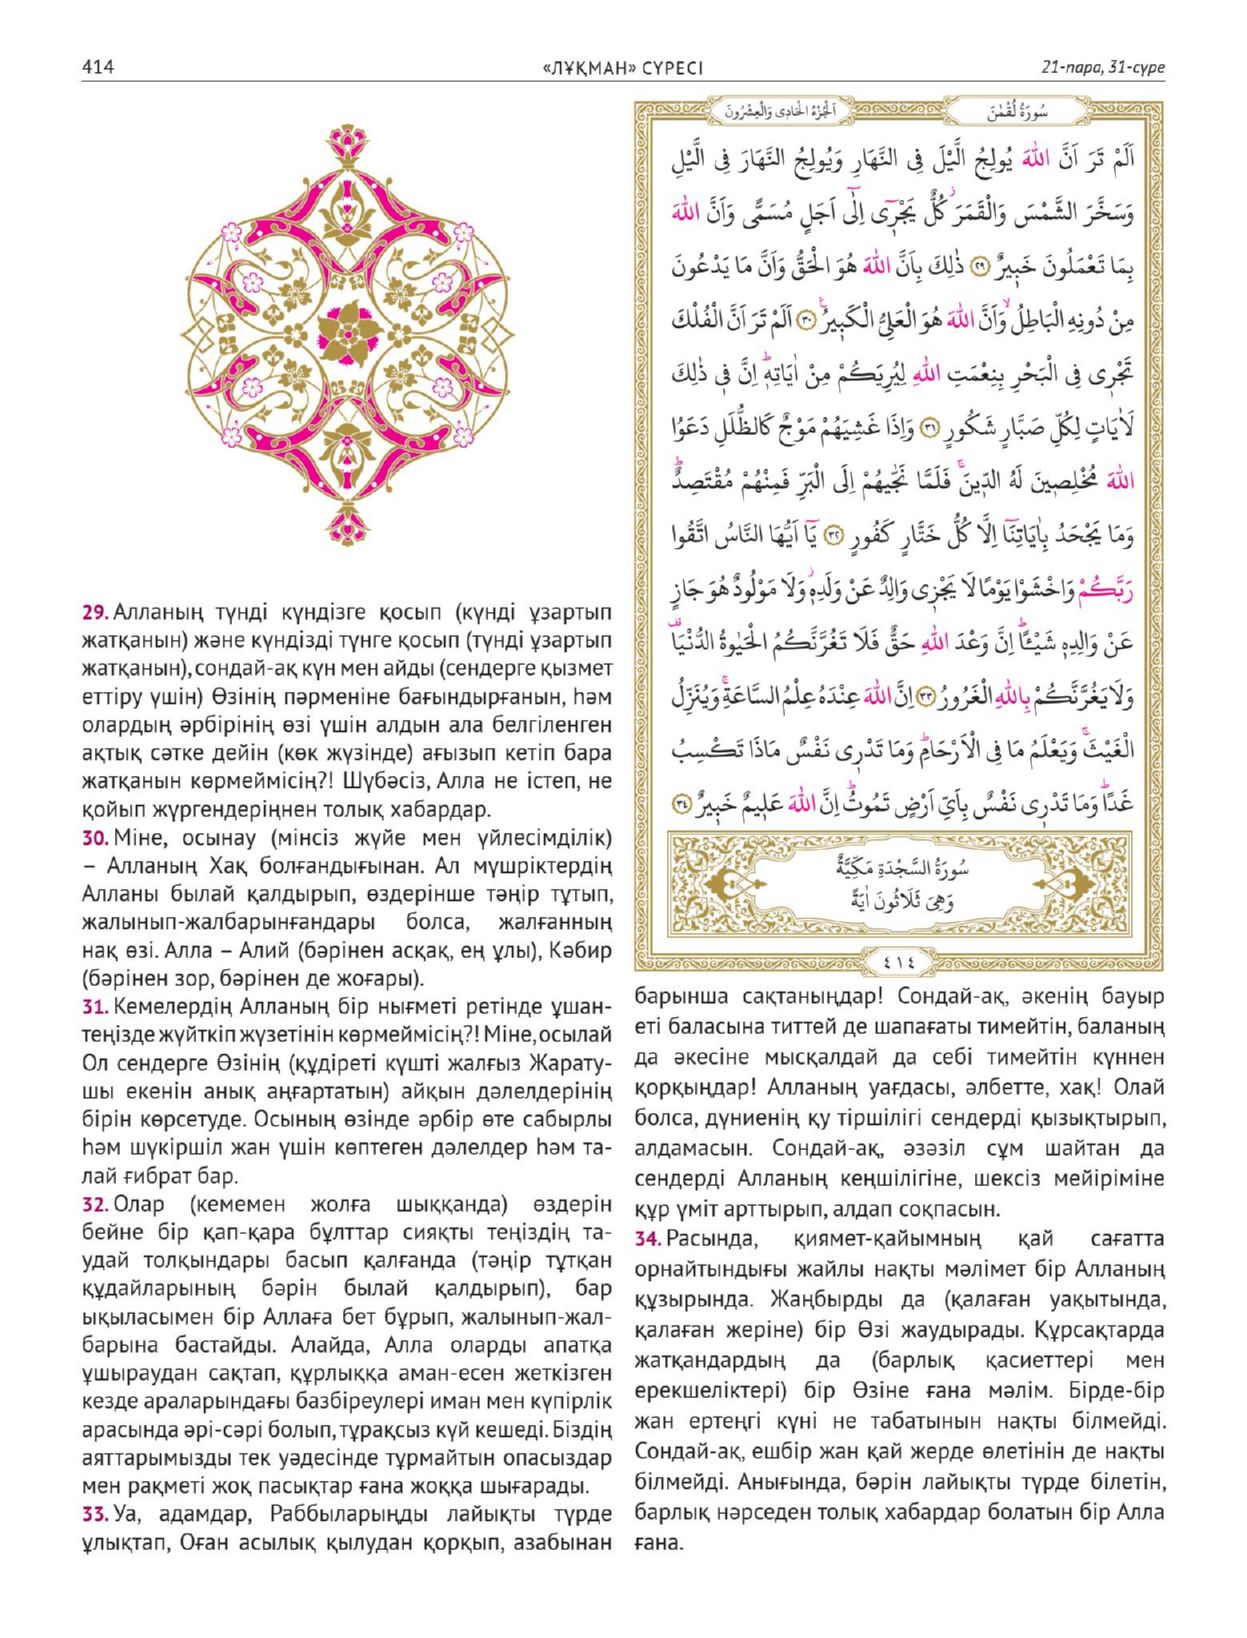 414
«ЛҰҚМАН» СҮРЕСІ
21-пара, 31-сүре
اَلْجُزْءُ الْحَادِى وَالْعِشْرُونَ
سُورَةُ لُقْمٰنَ
اَلَمْ تَرَ اَنَّ اللّٰهَ يُولِجُ الَّيْلَ فِى النَّهَارِ وَيُولِجُ النَّهَارَ فِى الَّيْلِ
وَسَخَّرَ الشَّمْسَ وَالْقَمَرَۘ كُلٌّ يَجْرٖٓى اِلٰٓى اَجَلٍ مُسَمًّى وَاَنَّ اللّٰهَ
بِمَا تَعْمَلُونَ خَبٖيرٌ ﴿٢٩﴾ ذٰلِكَ بِاَنَّ اللّٰهَ هُوَ الْحَقُّ وَاَنَّ مَا يَدْعُونَ
مِنْ دُونِهِ الْبَاطِلُۙ وَاَنَّ اللّٰهَ هُوَ الْعَلِىُّ الْكَبٖيرُ ﴿٣٠﴾ اَلَمْ تَرَ اَنَّ الْفُلْكَ
تَجْرٖى فِى الْبَحْرِ بِنِعْمَتِ اللّٰهِ لِيُرِيَكُمْ مِنْ اٰيَاتِهٖؕ اِنَّ فٖى ذٰلِكَ
لَاٰيَاتٍ لِكُلِّ صَبَّارٍ شَكُورٍ ﴿٣١﴾ وَاِذَا غَشِيَهُمْ مَوْجٌ كَالظُّلَلِ دَعَوُا
اللّٰهَ مُخْلِصٖينَ لَهُ الدّٖينَۚ فَلَمَّا نَجّٰيهُمْ اِلَى الْبَرِّ فَمِنْهُمْ مُقْتَصِدٌؕ
وَمَا يَجْحَدُ بِاٰيَاتِنَٓا اِلَّا كُلُّ خَتَّارٍ كَفُورٍ ﴿٣٢﴾ يَٓا اَيُّهَا النَّاسُ اتَّقُوا
رَبَّكُمْ وَاخْشَوْا يَوْمًا لَا يَجْزٖى وَالِدٌ عَنْ وَلَدِهٖؗ وَلَا مَوْلُودٌ هُوَ جَازٍ
عَنْ وَالِدِهٖ شَيْـًٔاؕ اِنَّ وَعْدَ اللّٰهِ حَقٌّ فَلَا تَغُرَّنَّكُمُ الْحَيٰوةُ الدُّنْيَا۠
وَلَا يَغُرَّنَّكُمْ بِاللّٰهِ الْغَرُورُ ﴿٣٣﴾ اِنَّ اللّٰهَ عِنْدَهُ عِلْمُ السَّاعَةِۚ وَيُنَزِّلُ
الْغَيْثَۚ وَيَعْلَمُ مَا فِى الْاَرْحَامِؕ وَمَا تَدْرٖى نَفْسٌ مَاذَا تَكْسِبُ
غَدًاؕ وَمَا تَدْرٖى نَفْسٌ بِاَىِّ اَرْضٍ تَمُوتُؕ اِنَّ اللّٰهَ عَلٖيمٌ خَبٖيرٌ ﴿٣٤﴾
سُورَةُ السَّجْدَةِ مَكِّيَّةٌ
وَهِىَ ثَلَاثُونَ اٰيَةً
٤١٤
29. Алланың түнді күндізге қосып (күнді ұзартып
жатқанын) және күндізді түнге қосып (түнді ұзартып
жатқанын), сондай-ақ күн мен айды (сендерге қызмет
еттіру үшін) Өзінің пәрменіне бағындырғанын, һәм
олардың әрбірінің өзі үшін алдын ала белгіленген
ақтық сәтке дейін (көк жүзінде) ағызып кетіп бара
жатқанын көрмеймісің?! Шүбәсіз, Алла не істеп, не
қойып жүргендеріңнен толық хабардар.
30. Міне, осынау (мінсіз жүйе мен үйлесімділік)
– Алланың Хақ болғандығынан. Ал мүшріктердің
Алланы былай қалдырып, өздерінше тәңір тұтып,
жалынып-жалбарынғандары болса, жалғанның
нақ өзі. Алла – Алий (бәрінен асқақ, ең ұлы), Кәбир
(бәрінен зор, бәрінен де жоғары).
31. Кемелердің Алланың бір нығметі ретінде ұшан-
теңізде жүйткіп жүзетінін көрмеймісің?! Міне, осылай
Ол сендерге Өзінің (құдіреті күшті жалғыз Жарату-
шы екенін анық аңғартатын) айқын дәлелдерінің
бірін көрсетуде. Осының өзінде әрбір өте сабырлы
һәм шүкіршіл жан үшін көптеген дәлелдер һәм та-
лай ғибрат бар.
32. Олар (кемемен жолға шыққанда) өздерін
бейне бір қап-қара бұлттар сияқты теңіздің та-
удай толқындары басып қалғанда (тәңір тұтқан
құдайларының бәрін былай қалдырып), бар
ықыласымен бір Аллаға бет бұрып, жалынып-жал-
барына бастайды. Алайда, Алла оларды апатқа
ұшыраудан сақтап, құрлыққа аман-есен жеткізген
кезде араларындағы базбіреулері иман мен күпірлік
арасында әрі-сәрі болып, тұрақсыз күй кешеді. Біздің
аяттарымызды тек уәдесінде тұрмайтын опасыздар
мен рақметі жоқ пасықтар ғана жоққа шығарады.
33. Уа, адамдар, Раббыларыңды лайықты түрде
ұлықтап, Оған асылық қылудан қорқып, азабынан
барынша сақтаныңдар! Сондай-ақ, әкенің бауыр
еті баласына титтей де шапағаты тимейтін, баланың
да әкесіне мысқалдай да себі тимейтін күннен
қорқыңдар! Алланың уағдасы, әлбетте, хақ! Олай
болса, дүниенің қу тіршілігі сендерді қызықтырып,
алдамасын. Сондай-ақ, әзәзіл сұм шайтан да
сендерді Алланың кеңшілігіне, шексіз мейіріміне
құр үміт арттырып, алдап соқпасын.
34. Расында, қиямет-қайымның қай сағатта
орнайтындығы жайлы нақты мәлімет бір Алланың
құзырында. Жаңбырды да (қалаған уақытында,
қалаған жеріне) бір Өзі жаудырады. Құрсақтарда
жатқандардың да (барлық қасиеттері мен
ерекшеліктері) бір Өзіне ғана мәлім. Бірде-бір
жан ертеңгі күні не табатынын нақты білмейді.
Сондай-ақ, ешбір жан қай жерде өлетінін де нақты
білмейді. Анығында, бәрін лайықты түрде білетін,
барлық нәрседен толық хабардар болатын бір Алла
ғана.